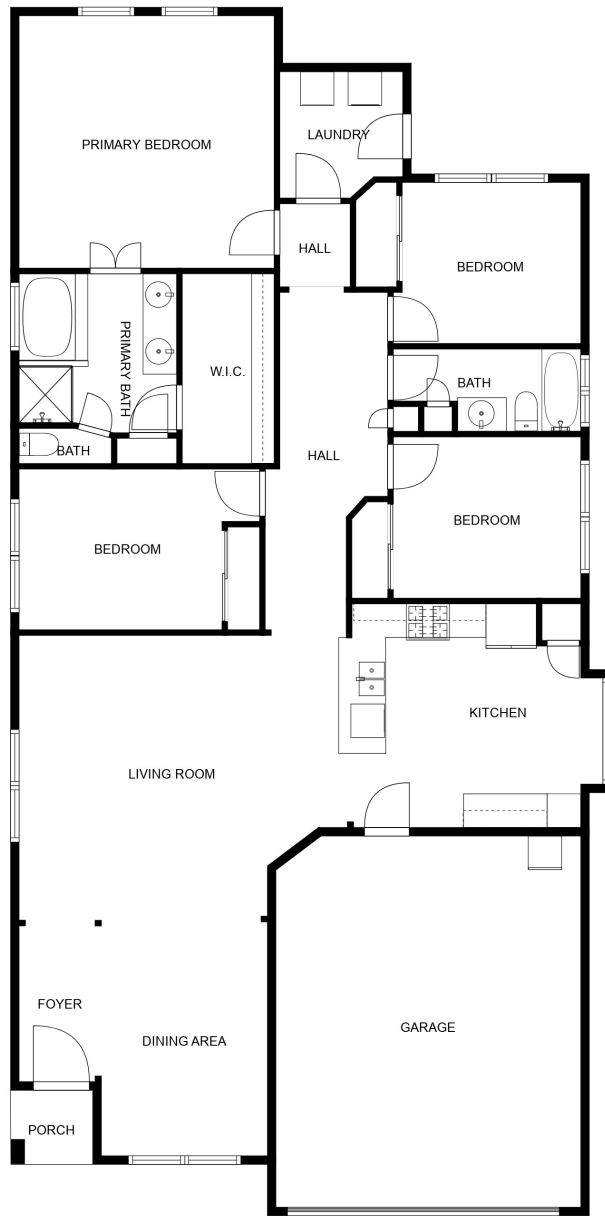 PRIMARY BEDROOM
LAUNDRY
HALL
BEDROOM
PRIMARY BATH
W.I.C.
BATH
BATH
HALL
BEDROOM
BEDROOM
KITCHEN
LIVING ROOM
FOYER
DINING AREA
GARAGE
PORCH